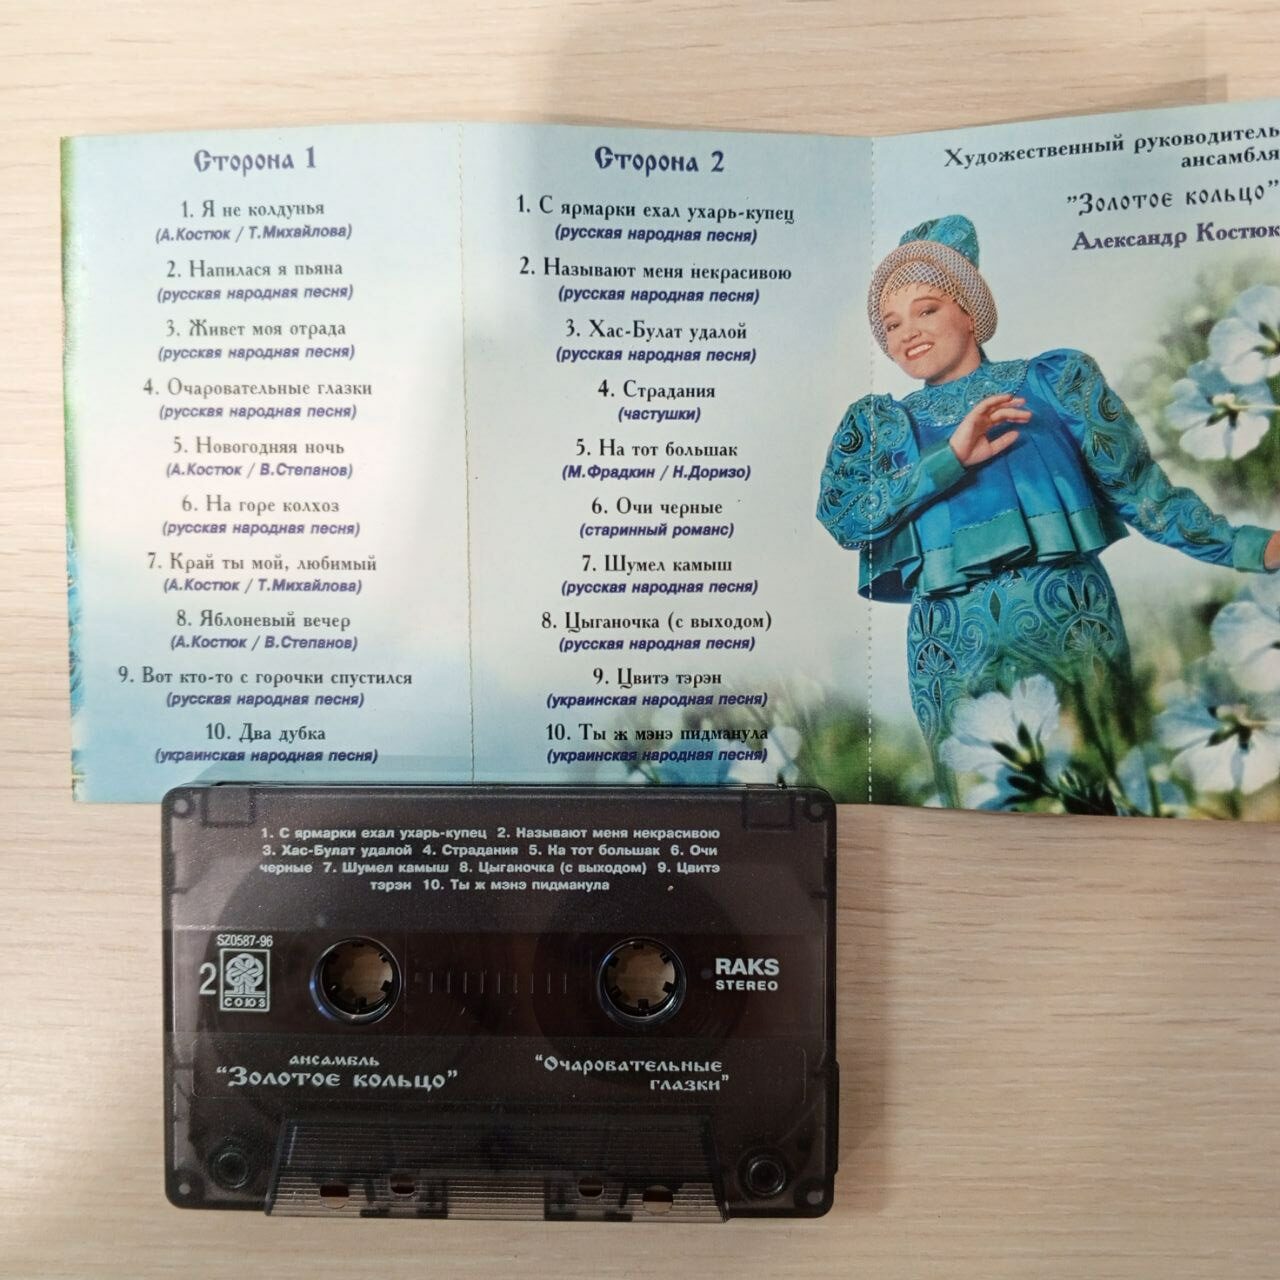 Сторона 1
1. Я не колдунья
(А.Костюк / Т.Михайлова)
2. Напилася я пьяна
(русская народная песня)
3. Живет моя отрада
(русская народная песня)
4. Очаровательные глазки
(русская народная песня)
5. Новогодняя ночь
(А.Костюк / В.Степанов)
6. На горе колхоз
(русская народная песня)
7. Край ты мой, любимый
(А.Костюк / Т.Михайлова)
8. Яблоневый вечер
(А.Костюк / В.Степанов)
9. Вот кто-то с горочки спустился
(русская народная песня)
10. Два дубка
(украинская народная песня)
Сторона 2
1. С ярмарки ехал ухарь-купец
(русская народная песня)
2. Называют меня некрасивою
(русская народная песня)
3. Хас-Булат удалой
(русская народная песня)
4. Страдания
(частушки)
5. На тот большак
(М.Фрадкин / Н.Доризо)
6. Очи черные
(старинный романс)
7. Шумел камыш
(русская народная песня)
8. Цыганочка (с выходом)
(русская народная песня)
9. Цвитэ тэрэн
(украинская народная песня)
10. Ты ж мэнэ пидманула
(украинская народная песня)
Художественный руководитель
ансамбля
"Золотое кольцо"
Александр Костюк
1. С ярмарки ехал ухарь-купец 2. Называют меня некрасивою
3. Хас-Булат удалой 4. Страдания 5. На тот большак 6. Очи
черные 7. Шумел камыш 8. Цыганочка (с выходом) 9. Цвитэ
тэрэн 10. Ты ж мэнэ пидманула
SZ0587-96
2
СОЮЗ
RAKS
STEREO
ансамбль
"Золотое кольцо"
"Очаровательные
глазки"